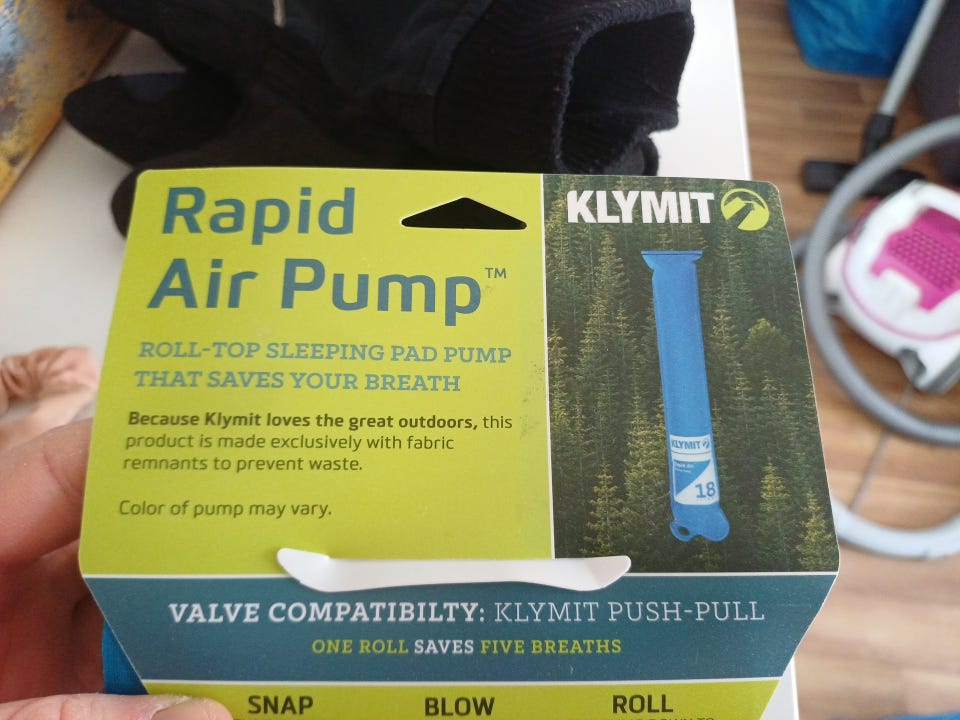 Rapid
Air Pump™
ROLL-TOP SLEEPING PAD PUMP
THAT SAVES YOUR BREATH
Because Klymit loves the great outdoors, this
product is made exclusively with fabric
remnants to prevent waste.
Color of pump may vary.
KLYMIT
KLYMIT
18
VALVE COMPATIBILTY: KLYMIT PUSH-PULL
ONE ROLL SAVES FIVE BREATHS
SNAP
BLOW
ROLL